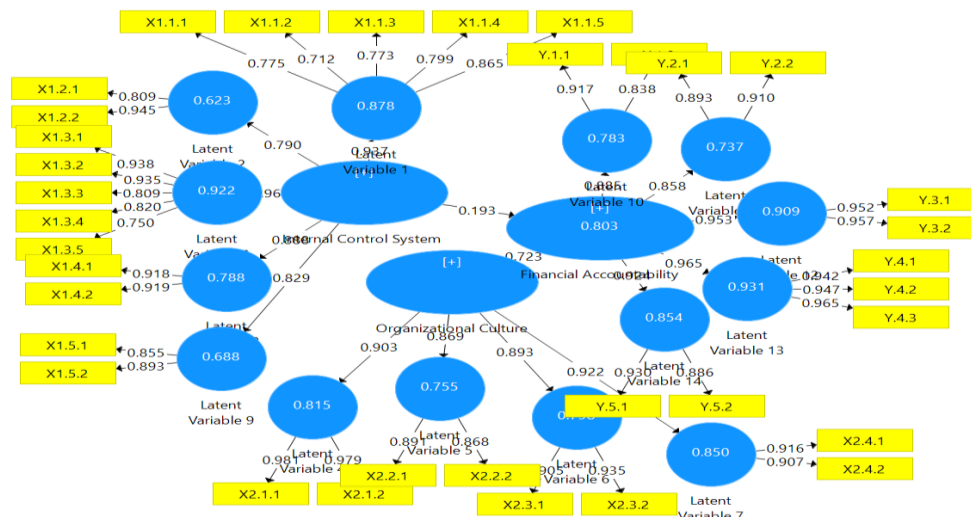 X1.1.1
X1.1.2
X1.1.3
X1.1.4
X1.1.5
0.775
0.712
0.773
0.799
0.865
0.878
Latent
Variable 1
0.937
X1.2.1
X1.2.2
0.809
0.945
0.623
Latent
0.790
X1.3.1
X1.3.2
X1.3.3
X1.3.4
X1.3.5
0.938
0.935
0.809
0.820
0.750
0.922
Latent
[+]
Internal Control System
0.193
X1.4.1
X1.4.2
0.918
0.919
0.788
X1.5.1
X1.5.2
0.855
0.893
0.688
0.829
Latent
Variable 9
Y.1.1
0.917
0.838
0.783
Latent
Variable 10
Y.2.1
Y.2.2
0.893
0.910
0.737
Latent
0.858
[+]
0.803
Financial Accountability
0.953
0.909
0.952
0.957
Y.3.1
Y.3.2
0.965
0.931
0.942
0.947
0.965
Y.4.1
Y.4.2
Y.4.3
Latent
Variable 13
0.854
Latent
Variable 14
0.930
0.886
Y.5.1
Y.5.2
[+]
0.723
Organizational Culture
0.903
0.869
0.893
0.922
0.815
Latent
0.981
0.979
X2.1.1
X2.1.2
0.755
Latent
Variable 5
0.891
0.868
X2.2.1
X2.2.2
Latent
Variable 6
0.935
X2.3.1
X2.3.2
0.850
Latent
Variable 7
0.916
0.907
X2.4.1
X2.4.2